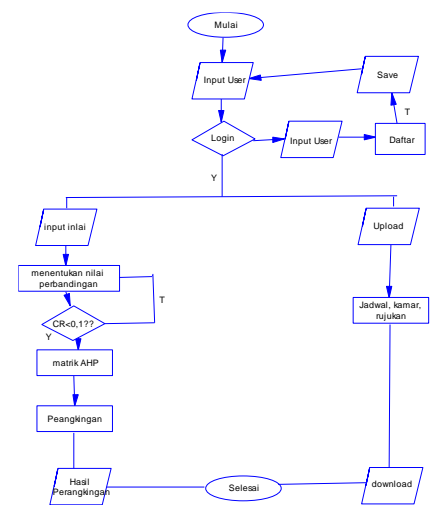 Mulai
Input User
Save
T
Login
Input User
Daftar
Y
input inlai
Upload
menentukan nilai
perbandingan
T
CR<0,1??
Y
Jadwal, kamar,
rujukan
matrik AHP
Peangkingan
Hasil
Perangkingan
Selesai
download